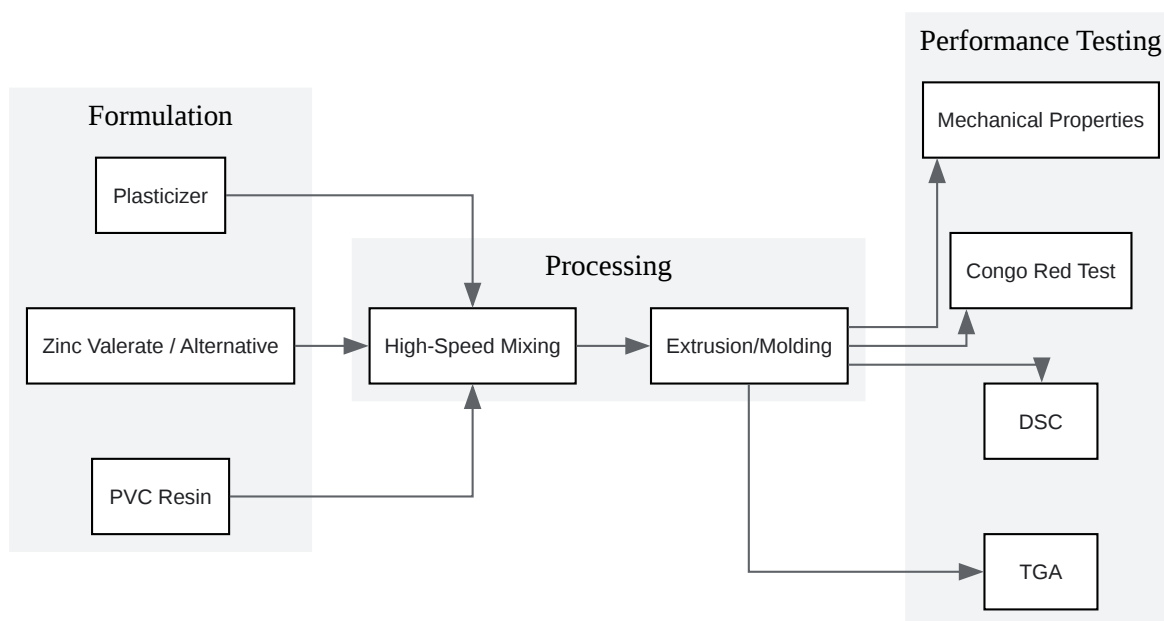 Formulation
Plasticizer
Zinc Valerate / Alternative
PVC Resin
Processing
High-Speed Mixing
Extrusion/Molding
Performance Testing
Mechanical Properties
Congo Red Test
DSC
TGA